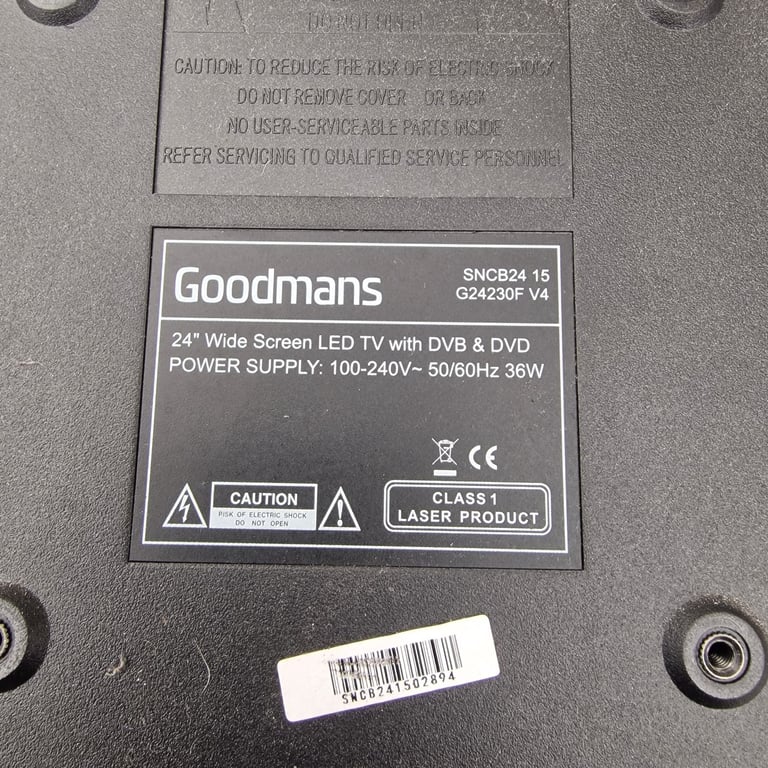 DO NOT OPEN
CAUTION: TO REDUCE THE RISK OF ELECTRIC SHOCK
DO NOT REMOVE COVER OR BACK
NO USER-SERVICEABLE PARTS INSIDE
REFER SERVICING TO QUALIFIED SERVICE PERSONNEL
Goodmans
SNCB24 15
G24230F V4
24" Wide Screen LED TV with DVB & DVD
POWER SUPPLY: 100-240V~ 50/60Hz 36W
CE
CAUTION
RISK OF ELECTRIC SHOCK
DO NOT OPEN
CLASS 1
LASER PRODUCT
SNCB241502894